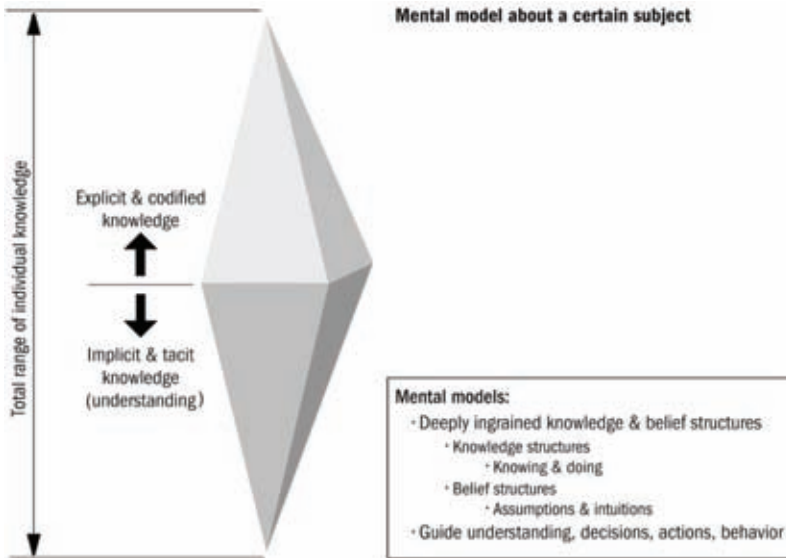 Mental model about a certain subject
Total range of individual knowledge
Explicit & codified
knowledge
Implicit & tacit
knowledge
(understanding)
Mental models:
· Deeply ingrained knowledge & belief structures
· Knowledge structures
· Knowing & doing
· Belief structures
· Assumptions & intuitions
· Guide understanding, decisions, actions, behavior